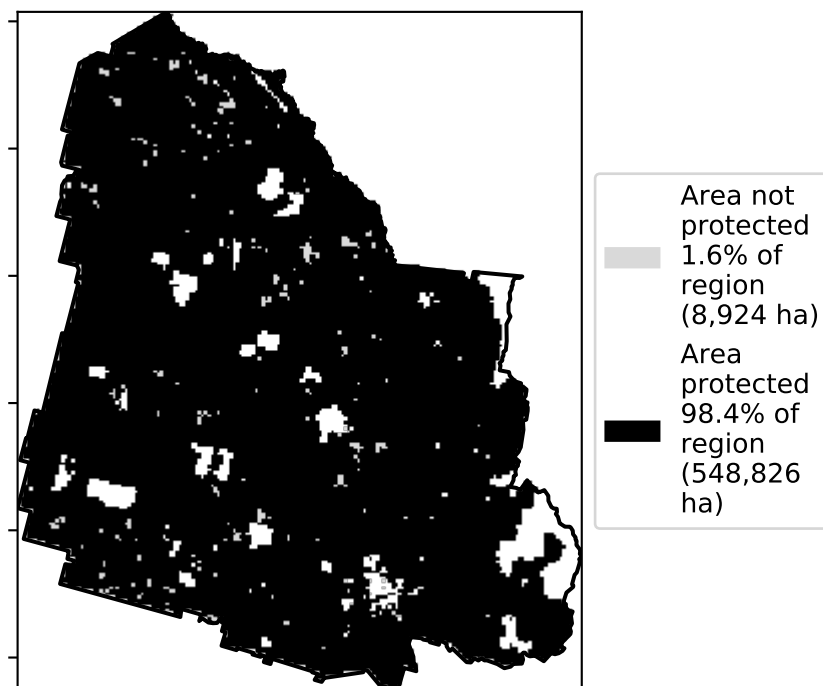 Area not
protected
1.6% of
region
(8,924 ha)
Area
protected
98.4% of
region
(548,826
ha)